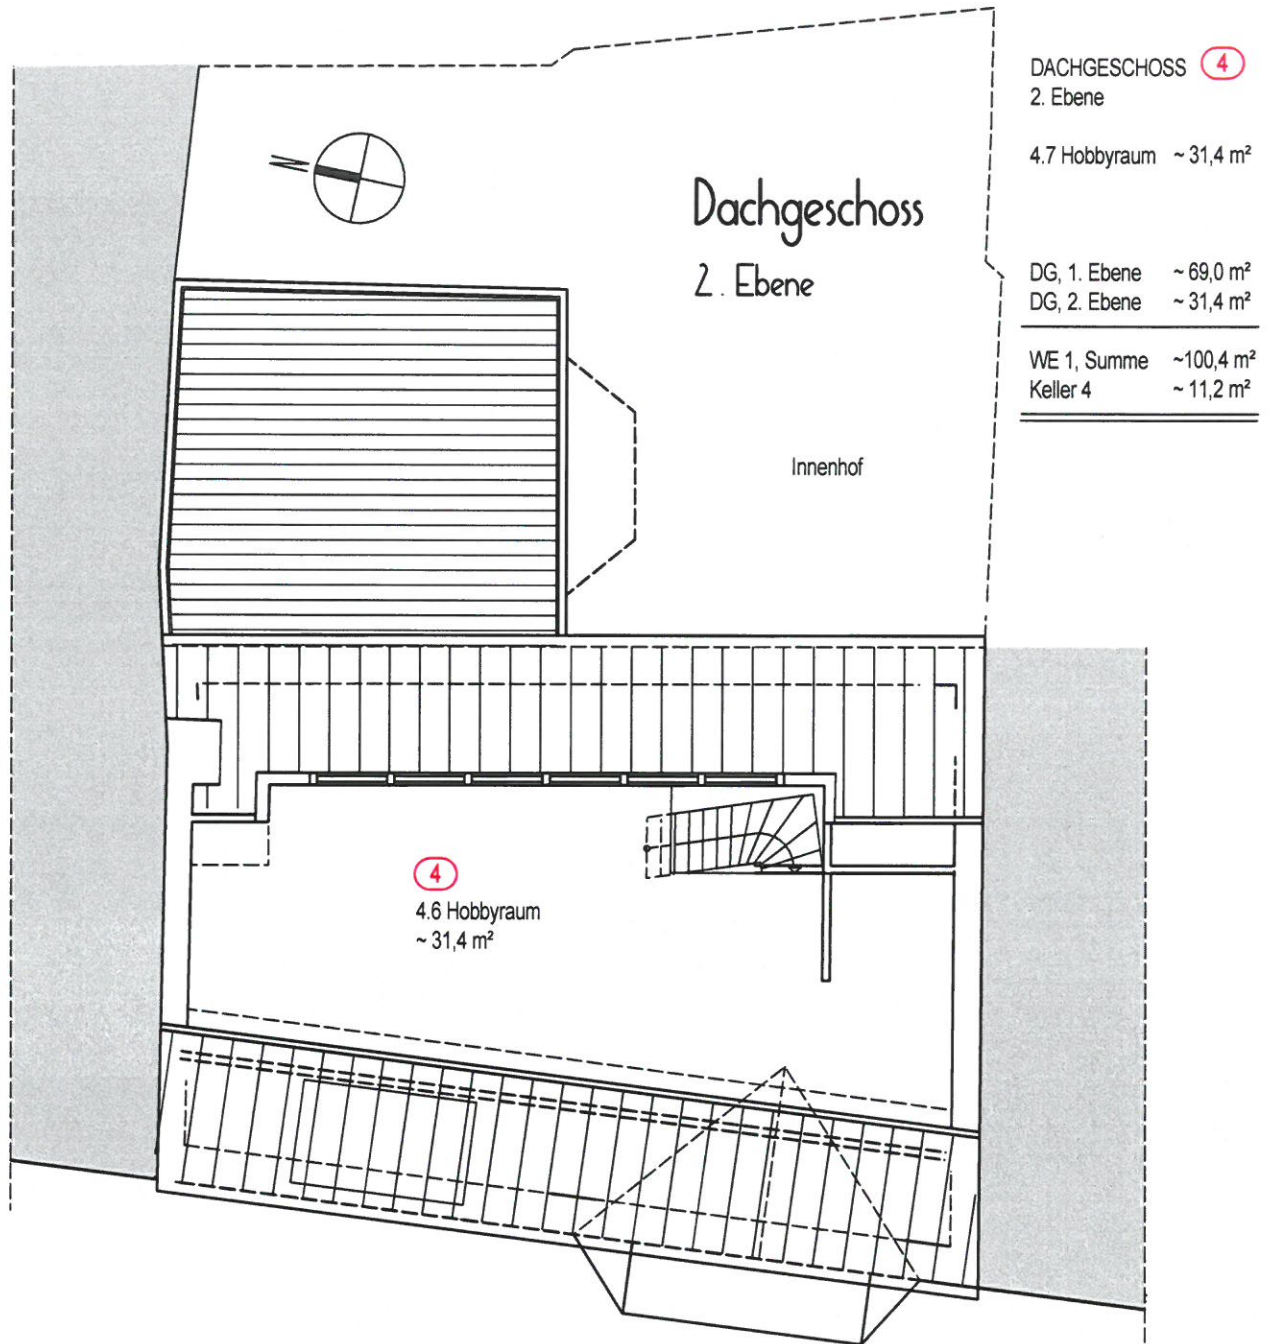 DACHGESCHOSS 4
2. Ebene
4.7 Hobbyraum ~ 31,4 m²
DG, 1. Ebene ~ 69,0 m²
DG, 2. Ebene ~ 31,4 m²
WE 1, Summe ~100,4 m²
Keller 4 ~ 11,2 m²
N
Dachgeschoss
2. Ebene
Innenhof
4
4.6 Hobbyraum
~ 31,4 m²